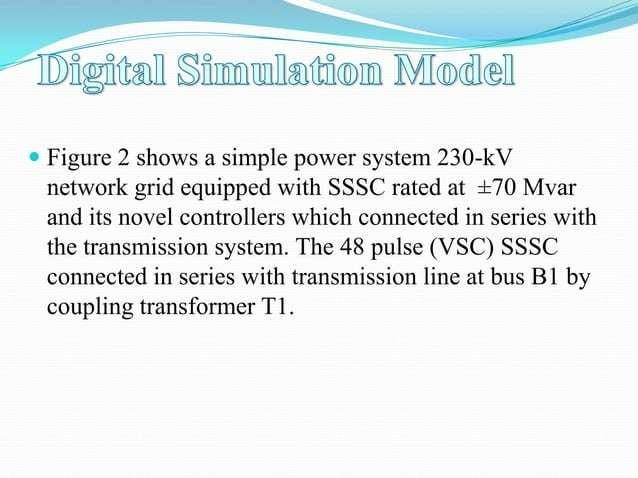 Digital Simulation Model
Figure 2 shows a simple power system 230-kV
network grid equipped with SSSC rated at ±70 Mvar
and its novel controllers which connected in series with
the transmission system. The 48 pulse (VSC) SSSC
connected in series with transmission line at bus B1 by
coupling transformer T1.